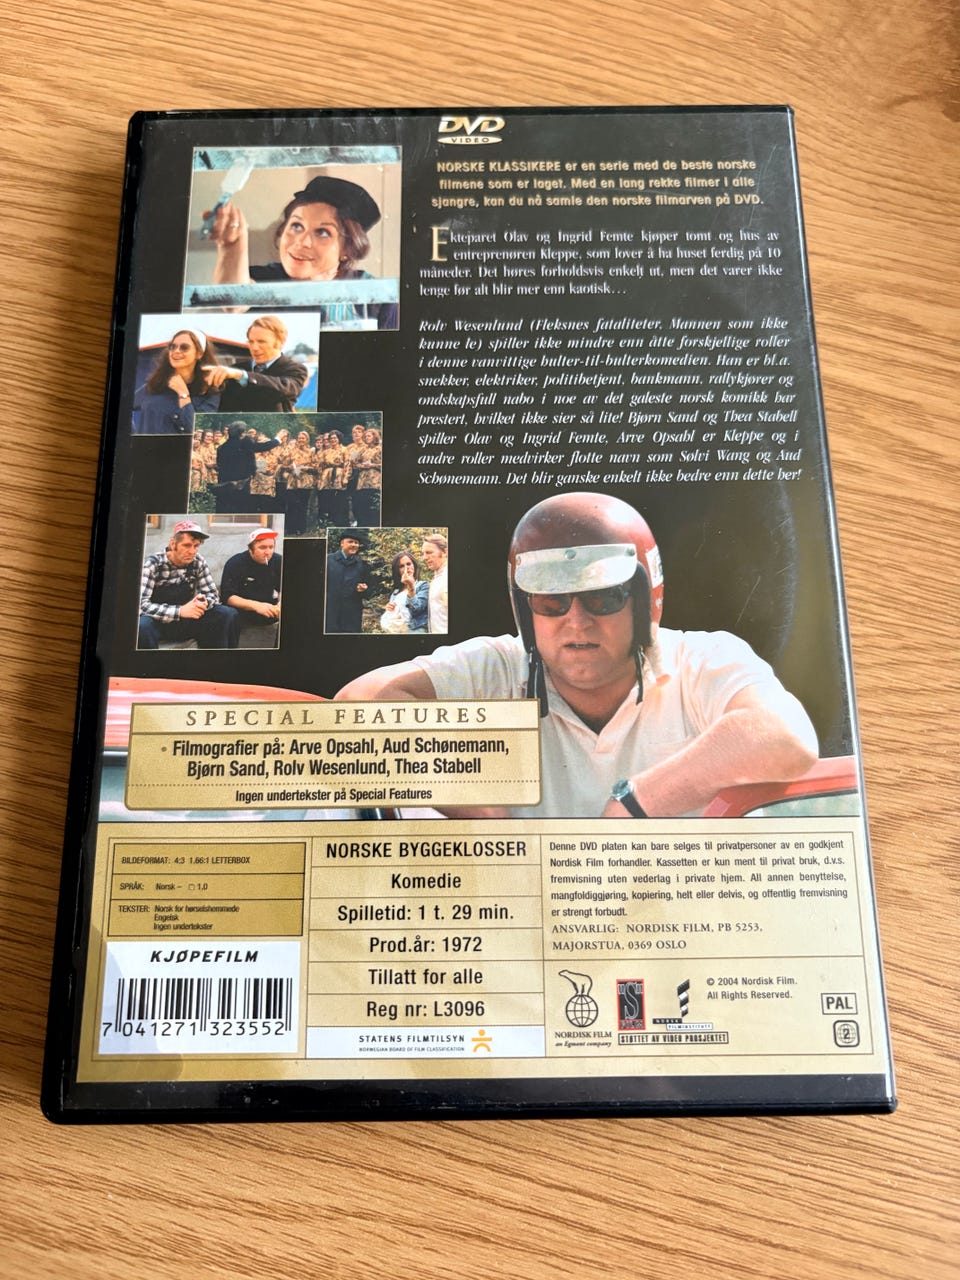 DVD
VIDEO
NORSKE KLASSIKERE er en serie med de beste norske
filmene som er laget. Med en lang rekke filmer i alle
sjangre, kan du nå samle den norske filmarven på DVD.
Ekteparet Olav og Ingrid Femte kjøper tomt og hus av
entreprenøren Kleppe, som lover å ha huset ferdig på 10
måneder. Det høres forholdsvis enkelt ut, men det varer ikke
lenge før alt blir mer enn kaotisk...
Rolv Wesenlund (Fleksnes fataliteter, Mannen som ikke
kunne le) spiller ikke mindre enn åtte forskjellige roller
i denne vanvittige hulter-til-bulterkomedien. Han er bl.a.
snekker, elektriker, politibetjent, bankmann, rallykjører og
ondskapsfull nabo i noe av det galeste norsk komikk har
prestert, hvilket ikke sier så lite! Bjørn Sand og Thea Stabell
spiller Olav og Ingrid Femte, Arve Opsahl er Kleppe og i
andre roller medvirker flotte navn som Sølvi Wang og Aud
Schønemann. Det blir ganske enkelt ikke bedre enn dette her!
SPECIAL FEATURES
• Filmografier på: Arve Opsahl, Aud Schønemann,
Bjørn Sand, Rolv Wesenlund, Thea Stabell
Ingen undertekster på Special Features
BILDEFORMAT: 4:3 1.66:1 LETTERBOX
SPRÅK: Norsk – 1.0
TEKSTER: Norsk for hørselshemmede
Engelsk
Ingen undertekster
KJØPEFILM
7 041271 323552
NORSKE BYGGEKLOSSER
Komedie
Spilletid: 1 t. 29 min.
Prod.år: 1972
Tillatt for alle
Reg nr: L3096
STATENS FILMTILSYN
NORWEGIAN BOARD OF FILM CLASSIFICATION
Denne DVD platen kan bare selges til privatpersoner av en godkjent
Nordisk Film forhandler. Kassetten er kun ment til privat bruk, d.v.s.
fremvisning uten vederlag i private hjem. All annen benyttelse,
mangfoldiggjøring, kopiering, helt eller delvis, og offentlig fremvisning
er strengt forbudt.
ANSVARLIG: NORDISK FILM, PB 5253,
MAJORSTUA, 0369 OSLO
NORDISK FILM
an Egmont company
NORSK
FILMINSTITUTT
STØTTET AV VIDEO PROSJEKTET
© 2004 Nordisk Film.
All Rights Reserved.
PAL
2